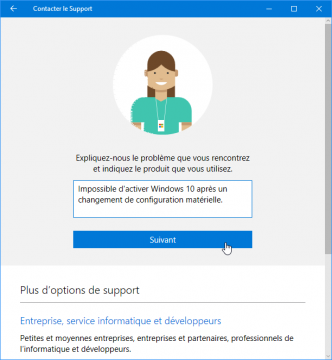 Contacter le Support
Expliquez-nous le problème que vous rencontrez
et indiquez le produit que vous utilisez.
Impossible d'activer Windows 10 après un
changement de configuration matérielle.
Suivant
Plus d'options de support
Entreprise, service informatique et développeurs
Petites et moyennes entreprises, entreprises et partenaires, professionnels de
l'informatique et développeurs.